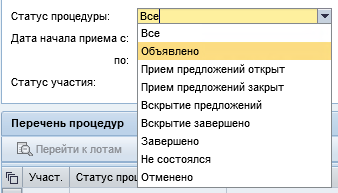 Статус процедуры: Все
Все
Дата начала приема с:
Объявлено
по:
Прием предложений открыт
Прием предложений закрыт
Статус участия:
Вскрытие предложений
Вскрытие завершено
Завершено
Не состоялся
Отменено
Перечень процедур
Перейти к лотам
Участ. Статус проц